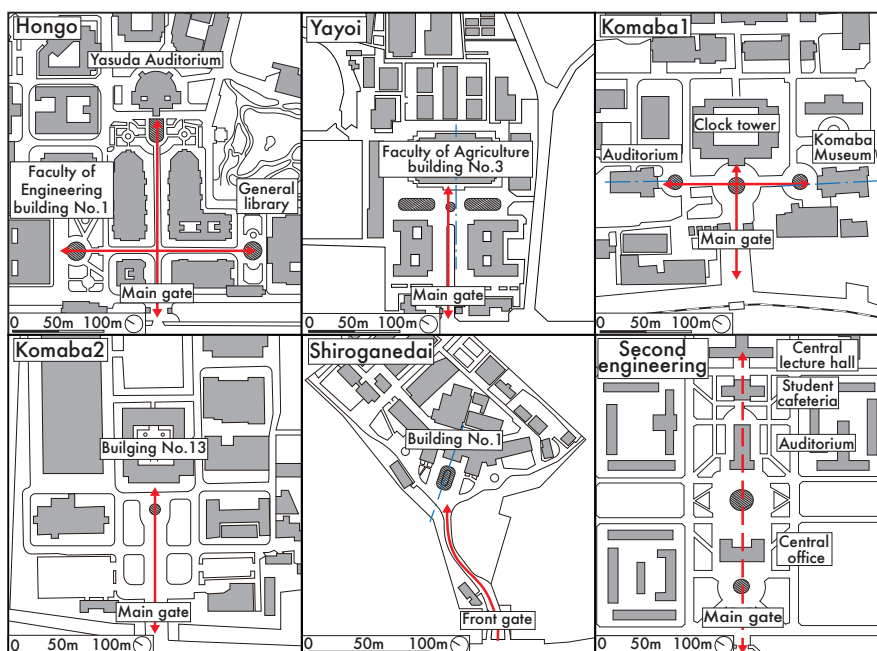 Hongo
Yasuda Auditorium
Faculty of
Engineering
building No.1
General
library
Main gate
0 50m 100m
Yayoi
Faculty of Agriculture
building No.3
Main gate
0 50m 100m
Komaba1
Clock tower
Auditorium
Komaba
Museum
Main gate
0 50m 100m
Komaba2
Builging No.13
Main gate
0 50m 100m
Shiroganedai
Building No.1
Front gate
0 50m 100m
Second
engineering
Central
lecture hall
Student
cafeteria
Auditorium
Central
office
Main gate
0 50m 100m